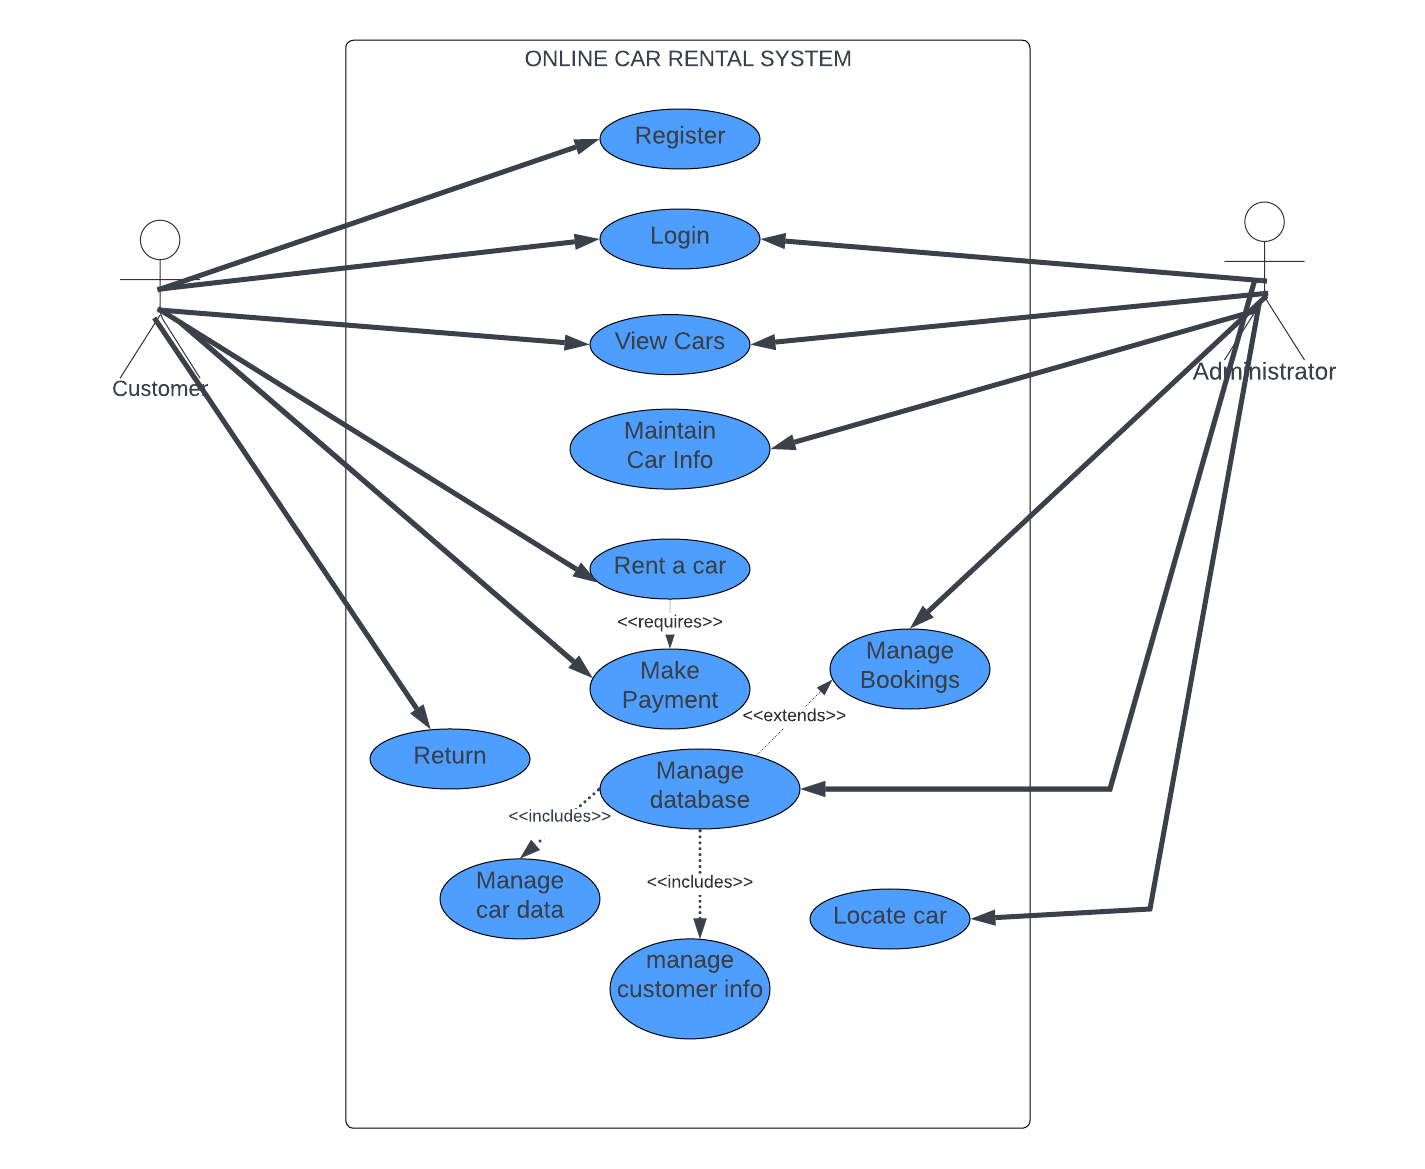 ONLINE CAR RENTAL SYSTEM
Register
Login
View Cars
Administrator
Customer
Maintain
Car Info
Rent a car
<<requires>>
Manage
Bookings
Make
Payment
<<extends>>
Return
Manage
database
<<includes>>
Manage
car data
<<includes>>
Locate car
manage
customer info